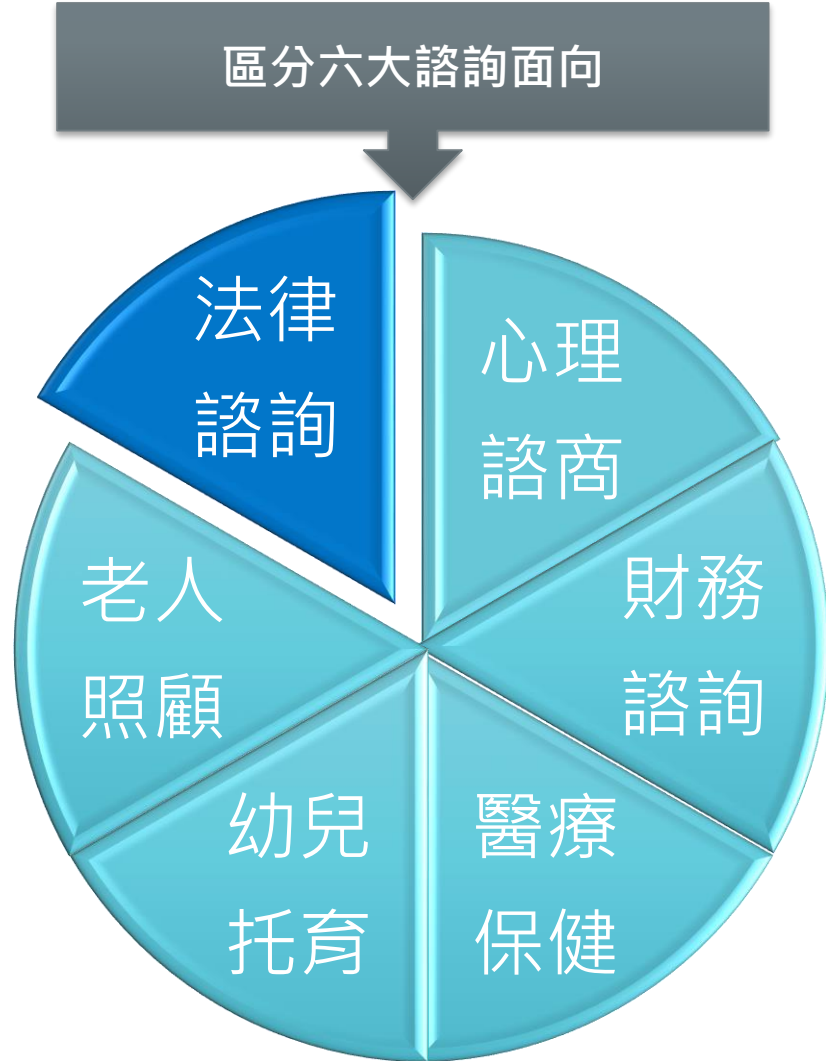 區分六大諮詢面向
法律
諮詢
心理
諮商
財務
諮詢
醫療
保健
幼兒
托育
老人
照顧